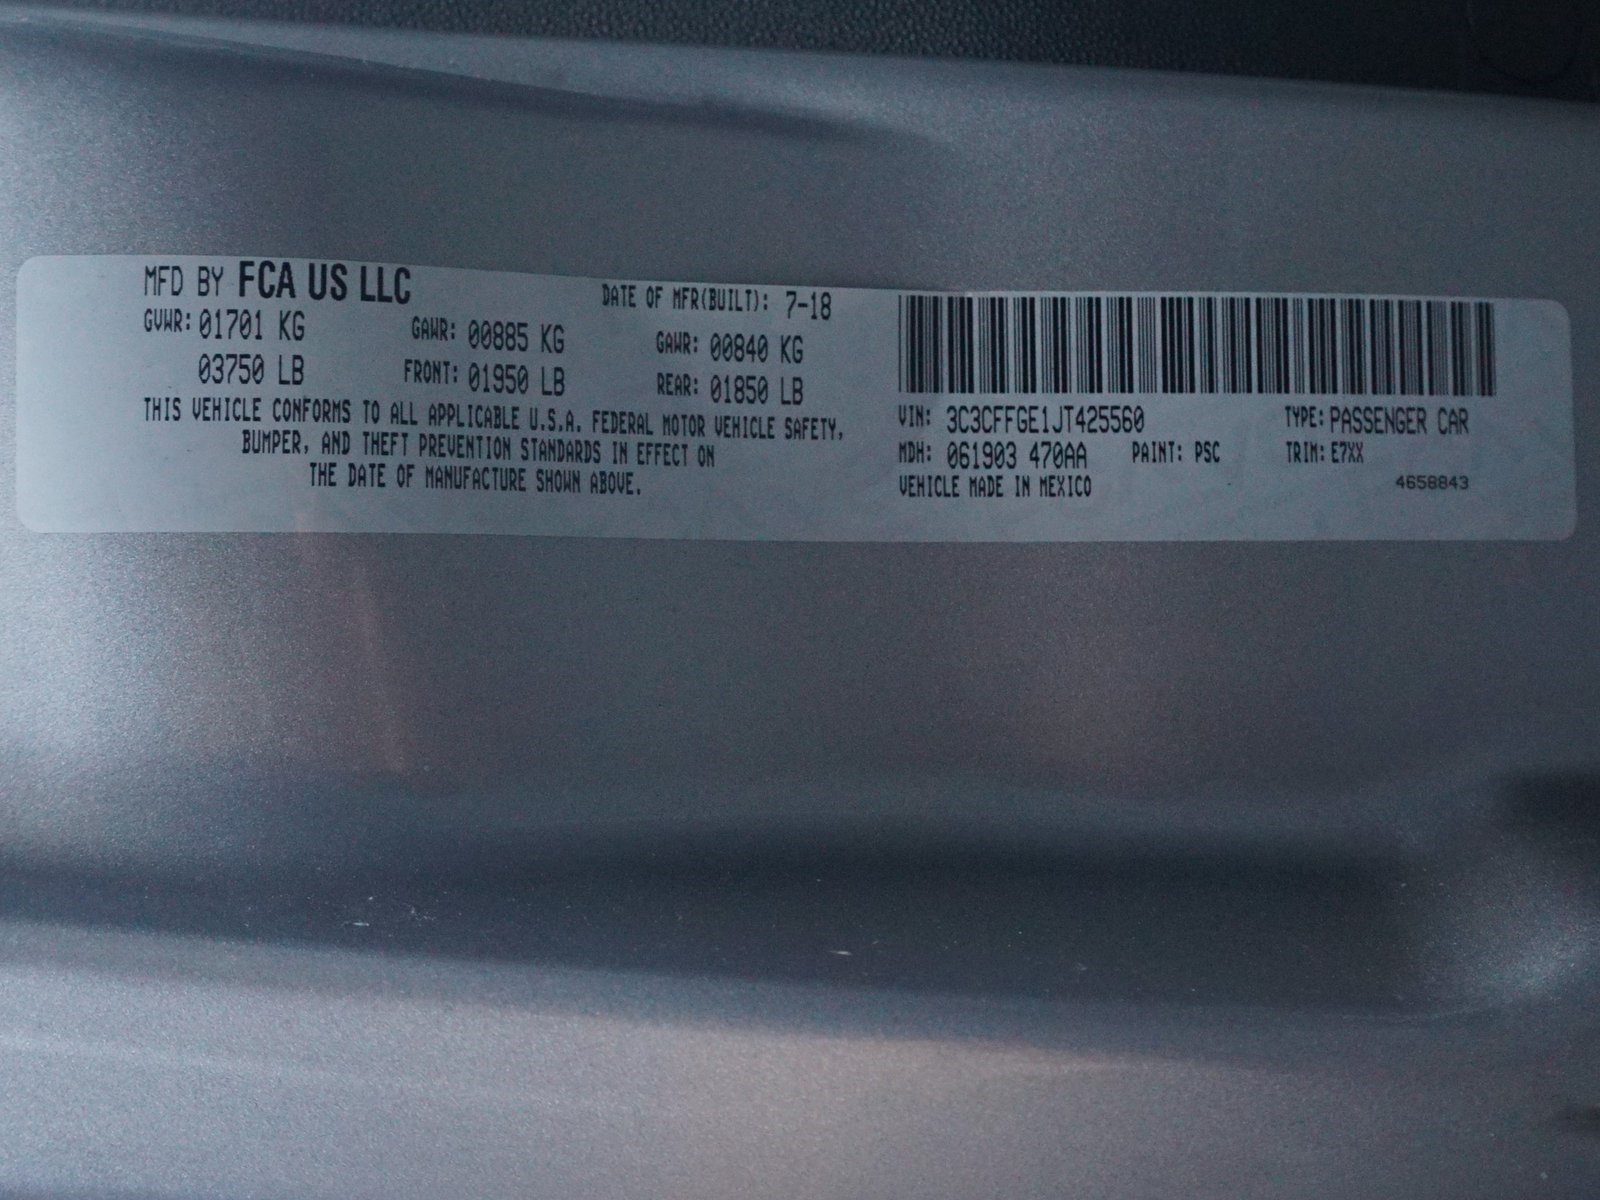 MFD BY FCA US LLC DATE OF MFR(BUILT): 7-18
GVWR: 01701 KG GAWR: 00885 KG GAWR: 00840 KG
03750 LB FRONT: 01950 LB REAR: 01850 LB
THIS VEHICLE CONFORMS TO ALL APPLICABLE U.S.A. FEDERAL MOTOR VEHICLE SAFETY,
BUMPER, AND THEFT PREVENTION STANDARDS IN EFFECT ON
THE DATE OF MANUFACTURE SHOWN ABOVE.
VIN: 3C3CFFGE1JT425560 TYPE: PASSENGER CAR
MDH: 061903 470AA PAINT: PSC TRIM: E7XX
VEHICLE MADE IN MEXICO 4658843